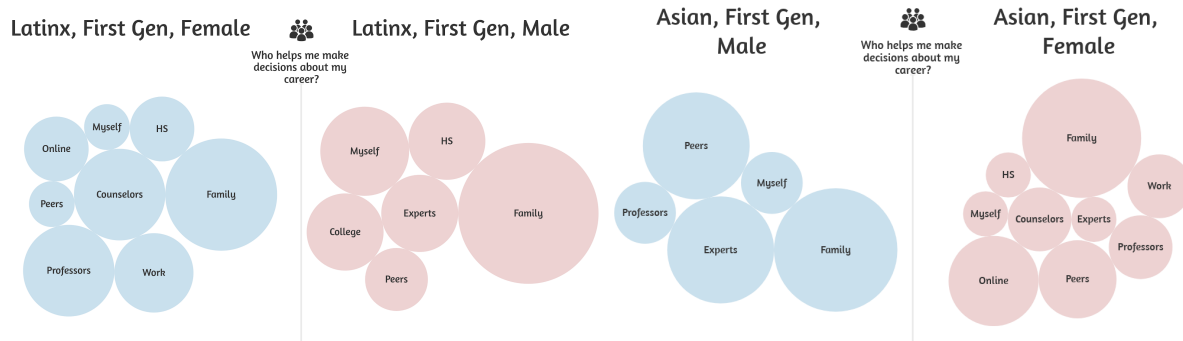 Latinx, First Gen, Female
Who helps me make
decisions about my
career?
Latinx, First Gen, Male
Myself
HS
Online
Peers
Counselors
Family
Professors
Work
Myself
HS
College
Experts
Family
Peers
Asian, First Gen,
Male
Who helps me make
decisions about my
career?
Asian, First Gen,
Female
Peers
Myself
Professors
Experts
Family
Family
HS
Work
Myself
Counselors
Experts
Professors
Online
Peers